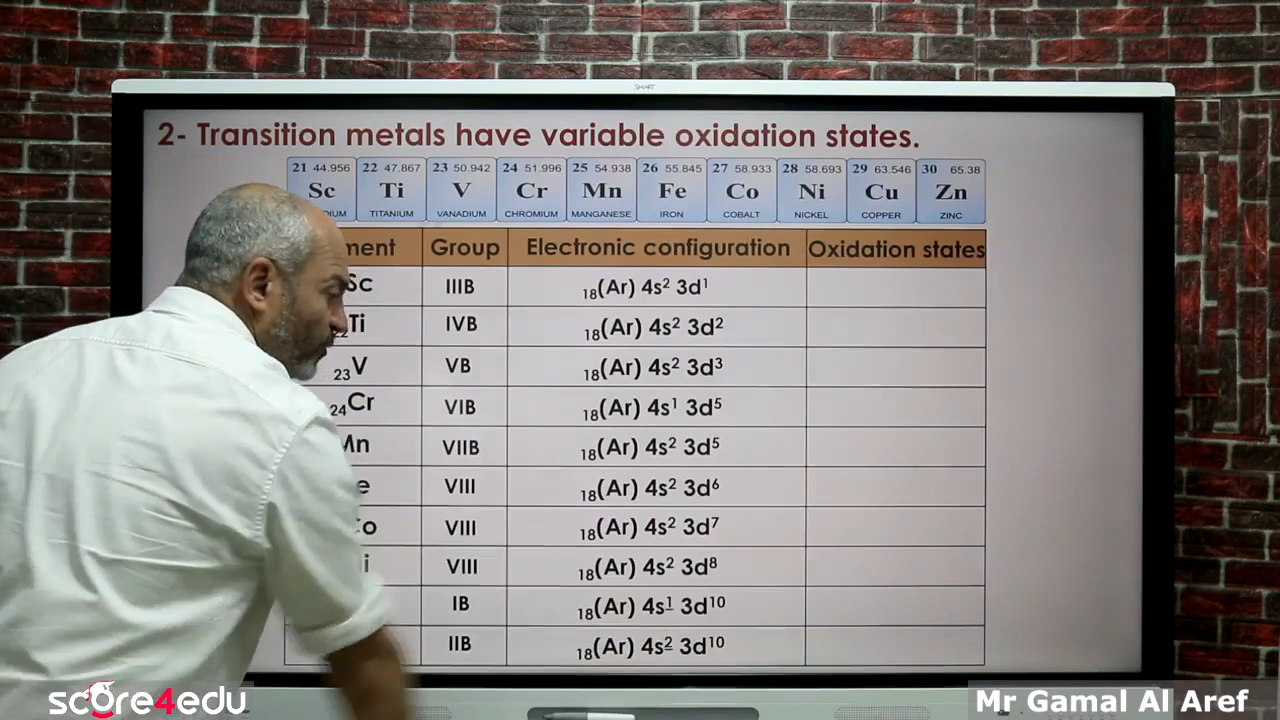 SMART
2- Transition metals have variable oxidation states.
21 44.956 22 47.867 23 50.942 24 51.996 25 54.938 26 55.845 27 58.933 28 58.693 29 63.546 30 65.38
Sc Ti V Cr Mn Fe Co Ni Cu Zn
DIUM TITANIUM VANADIUM CHROMIUM MANGANESE IRON COBALT NICKEL COPPER ZINC
ment Group Electronic configuration Oxidation states
Sc IIIB ₁₈(Ar) 4s² 3d¹
₂₂Ti IVB ₁₈(Ar) 4s² 3d²
₂₃V VB ₁₈(Ar) 4s² 3d³
₂₄Cr VIB ₁₈(Ar) 4s¹ 3d⁵
Mn VIIB ₁₈(Ar) 4s² 3d⁵
e VIII ₁₈(Ar) 4s² 3d⁶
Co VIII ₁₈(Ar) 4s² 3d⁷
i VIII ₁₈(Ar) 4s² 3d⁸
IB ₁₈(Ar) 4s¹ 3d¹⁰
IIB ₁₈(Ar) 4s² 3d¹⁰
score4edu
Mr Gamal Al Aref